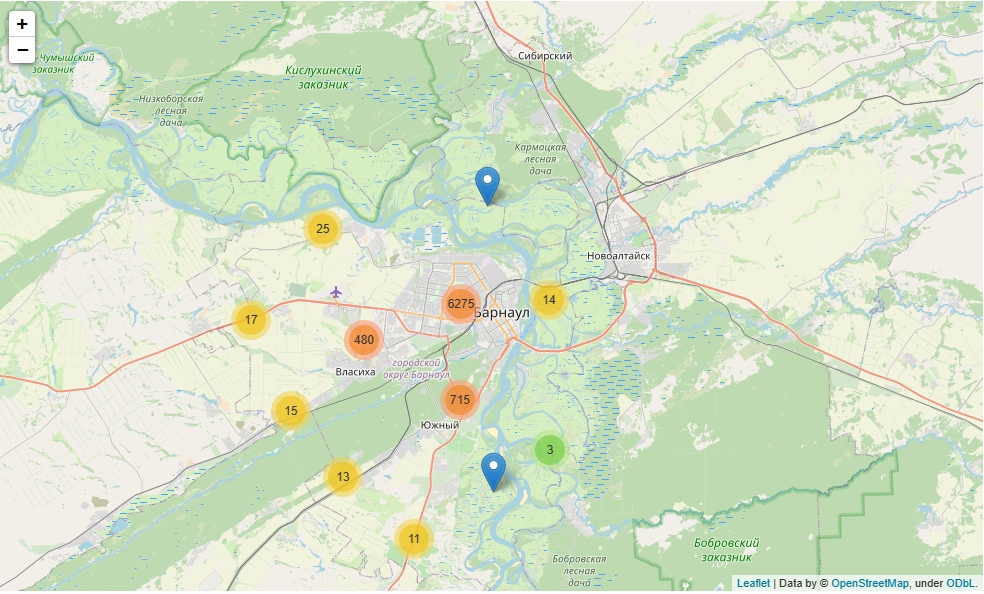 +
−
Чумышский
заказник
Кислухинский
заказник
Низкоборская
лесная
дача
Сибирский
Кармацкая
лесная
дача
25
Новоалтайск
17
6275
Барнаул
14
480
Власиха
городской
округ Барнаул
715
15
Южный
3
13
11
Бобровский
заказник
Бобровская
лесная
дача
Leaflet | Data by © OpenStreetMap, under ODbL.